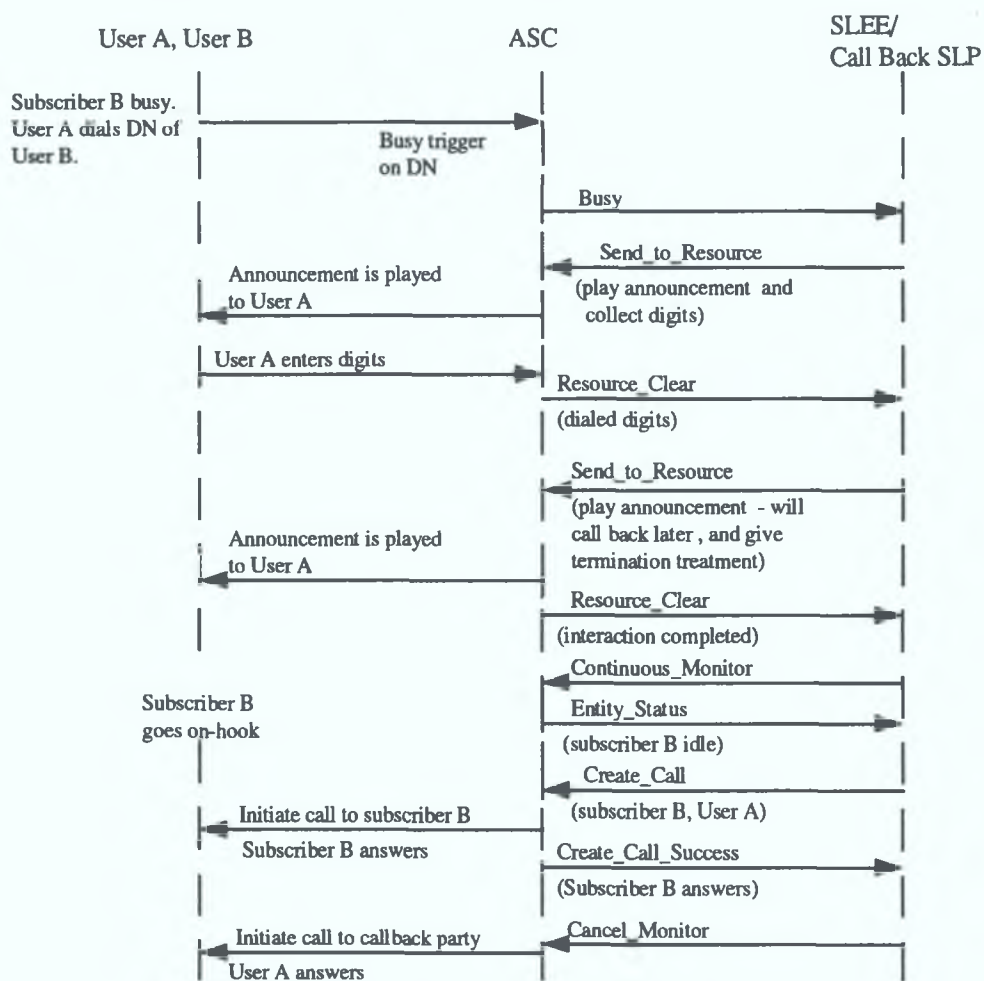 User A, User B
ASC
SLEE/
Call Back SLP
Subscriber B busy.
User A dials DN of
User B.
Busy trigger
on DN
Busy
Send_to_Resource
(play announcement and
collect digits)
Announcement is played
to User A
User A enters digits
Resource_Clear
(dialed digits)
Send_to_Resource
(play announcement - will
call back later , and give
termination treatment)
Announcement is played
to User A
Resource_Clear
(interaction completed)
Continuous_Monitor
Subscriber B
goes on-hook
Entity_Status
(subscriber B idle)
Create_Call
(subscriber B, User A)
Initiate call to subscriber B
Subscriber B answers
Create_Call_Success
(Subscriber B answers)
Cancel_Monitor
Initiate call to callback party
User A answers